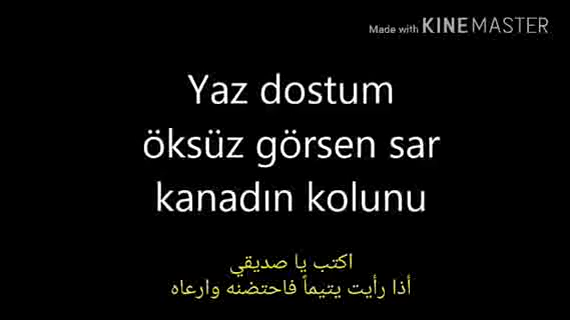 Made with KINEMASTER
Yaz dostum
öksüz görsen sar
kanadın kolunu
اكتب يا صديقي
أذا رأيت يتيماً فاحتضنه وارعاه